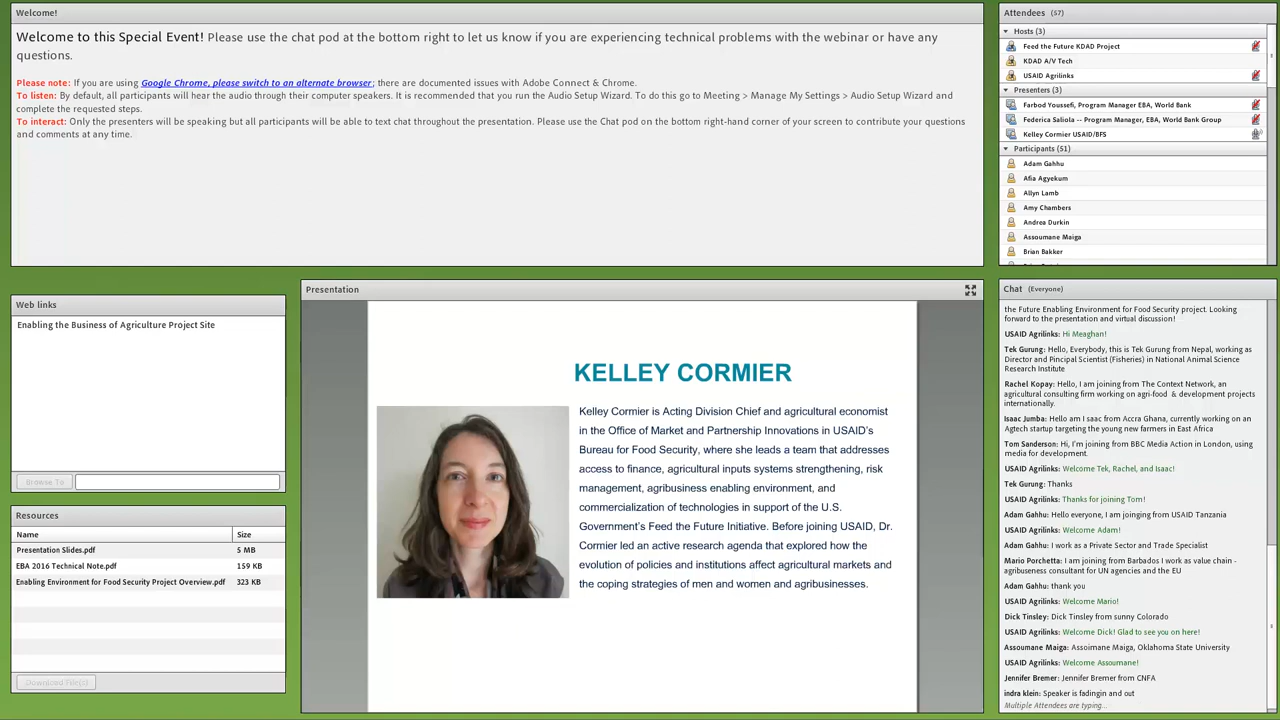 Welcome!
Welcome to this Special Event! Please use the chat pod at the bottom right to let us know if you are experiencing technical problems with the webinar or have any
questions.
Please note: If you are using Google Chrome, please switch to an alternate browser; there are documented issues with Adobe Connect & Chrome.
To listen: By default, all participants will hear the audio through their computer speakers. It is recommended that you run the Audio Setup Wizard. To do this go to Meeting > Manage My Settings > Audio Setup Wizard and
complete the requested steps.
To interact: Only the presenters will be speaking but all participants will be able to text chat throughout the presentation. Please use the Chat pod on the bottom right-hand corner of your screen to contribute your questions
and comments at any time.
Attendees (57)
Hosts (3)
Feed the Future KDAD Project
KDAD A/V Tech
USAID Agrilinks
Presenters (3)
Farbod Youssefi, Program Manager EBA, World Bank
Federica Saliola -- Program Manager, EBA, World Bank Group
Kelley Cormier USAID/BFS
Participants (51)
Adam Gahhu
Afia Agyekum
Allyn Lamb
Amy Chambers
Andrea Durkin
Assoumane Maiga
Brian Bakker
Web links
Enabling the Business of Agriculture Project Site
Browse To
Resources
Name Size
Presentation Slides.pdf 5 MB
EBA 2016 Technical Note.pdf 159 KB
Enabling Environment for Food Security Project Overview.pdf 323 KB
Download File(s)
Presentation
KELLEY CORMIER
Kelley Cormier is Acting Division Chief and agricultural economist
in the Office of Market and Partnership Innovations in USAID's
Bureau for Food Security, where she leads a team that addresses
access to finance, agricultural inputs systems strengthening, risk
management, agribusiness enabling environment, and
commercialization of technologies in support of the U.S.
Government's Feed the Future Initiative. Before joining USAID, Dr.
Cormier led an active research agenda that explored how the
evolution of policies and institutions affect agricultural markets and
the coping strategies of men and women and agribusinesses.
Chat (Everyone)
the Future Enabling Environment for Food Security project. Looking
forward to the presentation and virtual discussion!
USAID Agrilinks: Hi Meaghan!
Tek Gurung: Hello, Everybody, this is Tek Gurung from Nepal, working as
Director and Pincipal Scientist (Fisheries) in National Animal Science
Research Institute
Rachel Kopay: Hello, I am joining from The Context Network, an
agricultural consulting firm working on agri-food & development projects
internationally.
Isaac Jumba: Hello am I saac from Accra Ghana, currently working on an
Agtech startup targeting the young new farmers in East Africa
Tom Sanderson: Hi, I'm joining from BBC Media Action in London, using
media for development.
USAID Agrilinks: Welcome Tek, Rachel, and Isaac!
Tek Gurung: Thanks
USAID Agrilinks: Thanks for joining Tom!
Adam Gahhu: Hello everyone, I am jonging from USAID Tanzania
USAID Agrilinks: Welcome Adam!
Adam Gahhu: I work as a Private Sector and Trade Specialist
Mario Porchetta: I am joining from Barbados I work as value chain -
agribuseness consultant for UN agencies and the EU
Adam Gahhu: thank you
USAID Agrilinks: Welcome Mario!
Dick Tinsley: Dick Tinsley from sunny Colorado
USAID Agrilinks: Welcome Dick! Glad to see you on here!
Assoumane Maiga: Assoimane Maiga, Oklahoma State University
USAID Agrilinks: Welcome Assoumane!
Jennifer Bremer: Jennifer Bremer from CNFA
indra klein: Speaker is fadingin and out
Multiple Attendees are typing...